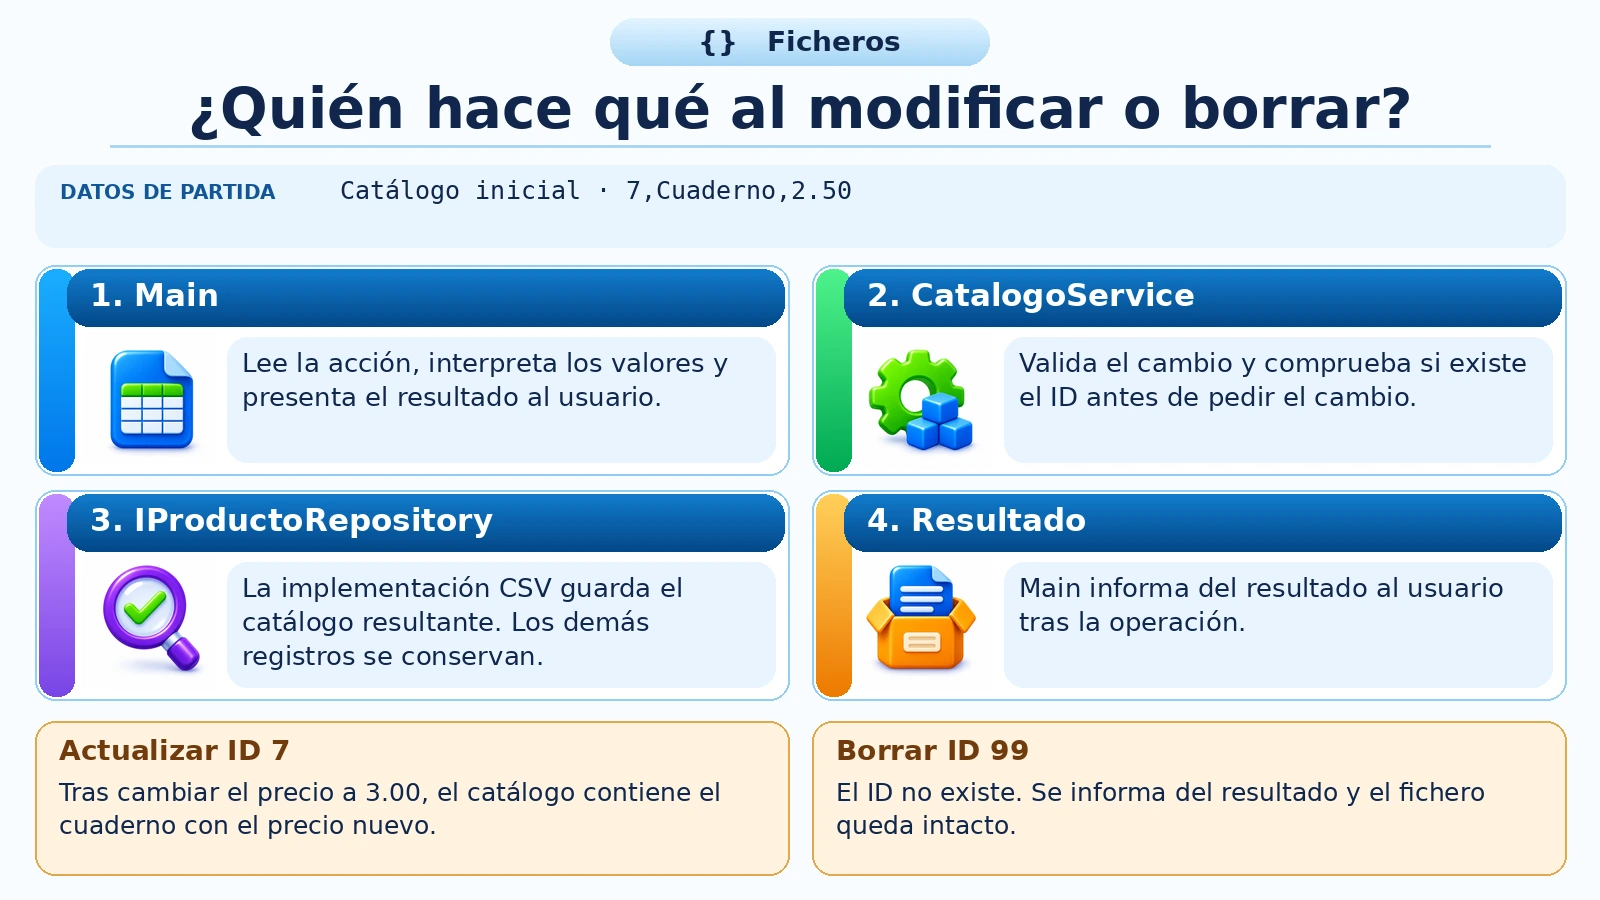 {} Ficheros
¿Quién hace qué al modificar o borrar?
DATOS DE PARTIDA Catálogo inicial · 7,Cuaderno,2.50
1. Main
Lee la acción, interpreta los valores y
presenta el resultado al usuario.
2. CatalogoService
Valida el cambio y comprueba si existe
el ID antes de pedir el cambio.
3. IProductoRepository
La implementación CSV guarda el
catálogo resultante. Los demás
registros se conservan.
4. Resultado
Main informa del resultado al usuario
tras la operación.
Actualizar ID 7
Tras cambiar el precio a 3.00, el catálogo contiene el
cuaderno con el precio nuevo.
Borrar ID 99
El ID no existe. Se informa del resultado y el fichero
queda intacto.